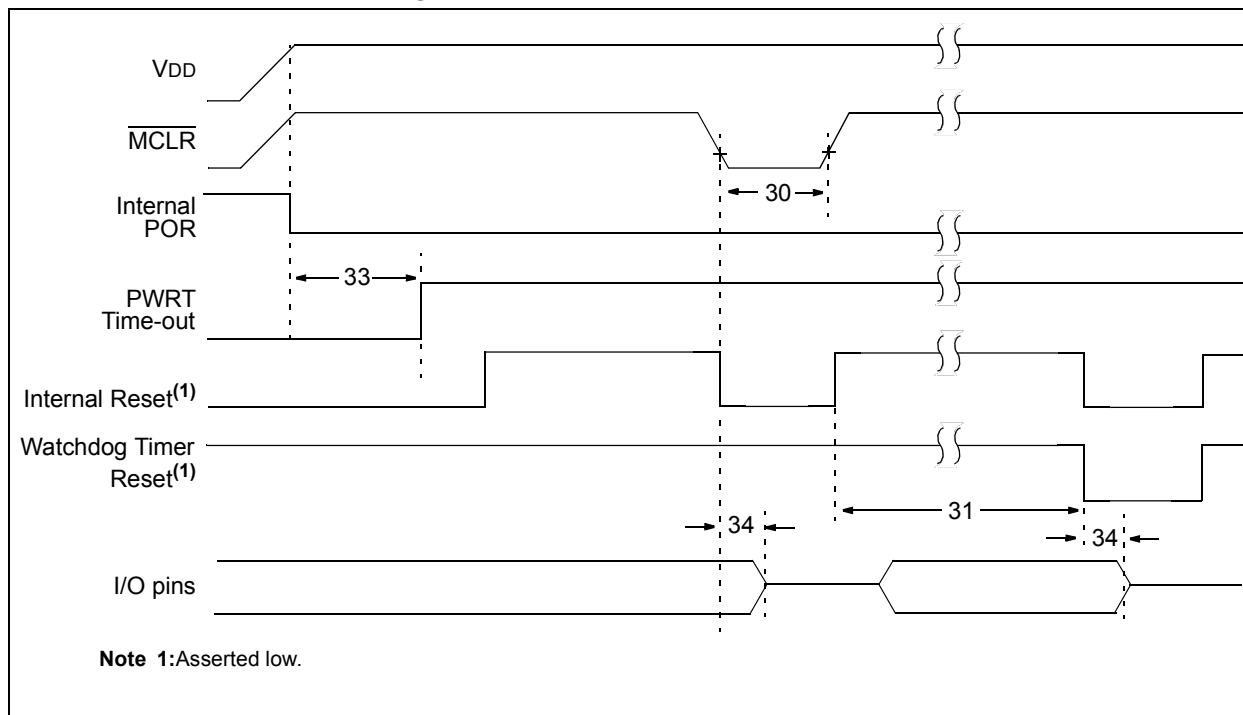 VDD
MCLR
30
Internal
POR
33
PWRT
Time-out
Internal Reset(1)
Watchdog Timer
Reset(1)
31
34
34
I/O pins
Note 1:Asserted low.